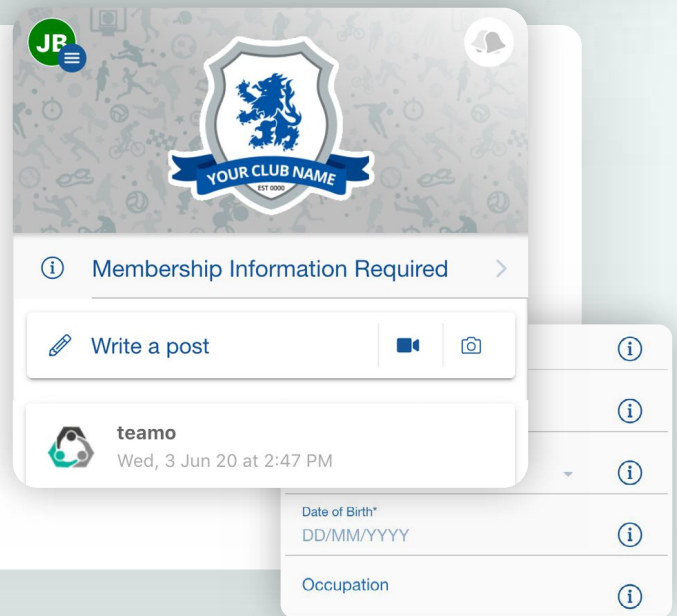 JB
YOUR CLUB NAME
EST 0000
Membership Information Required
Write a post
teamo
Wed, 3 Jun 20 at 2:47 PM
Date of Birth*
DD/MM/YYYY
Occupation